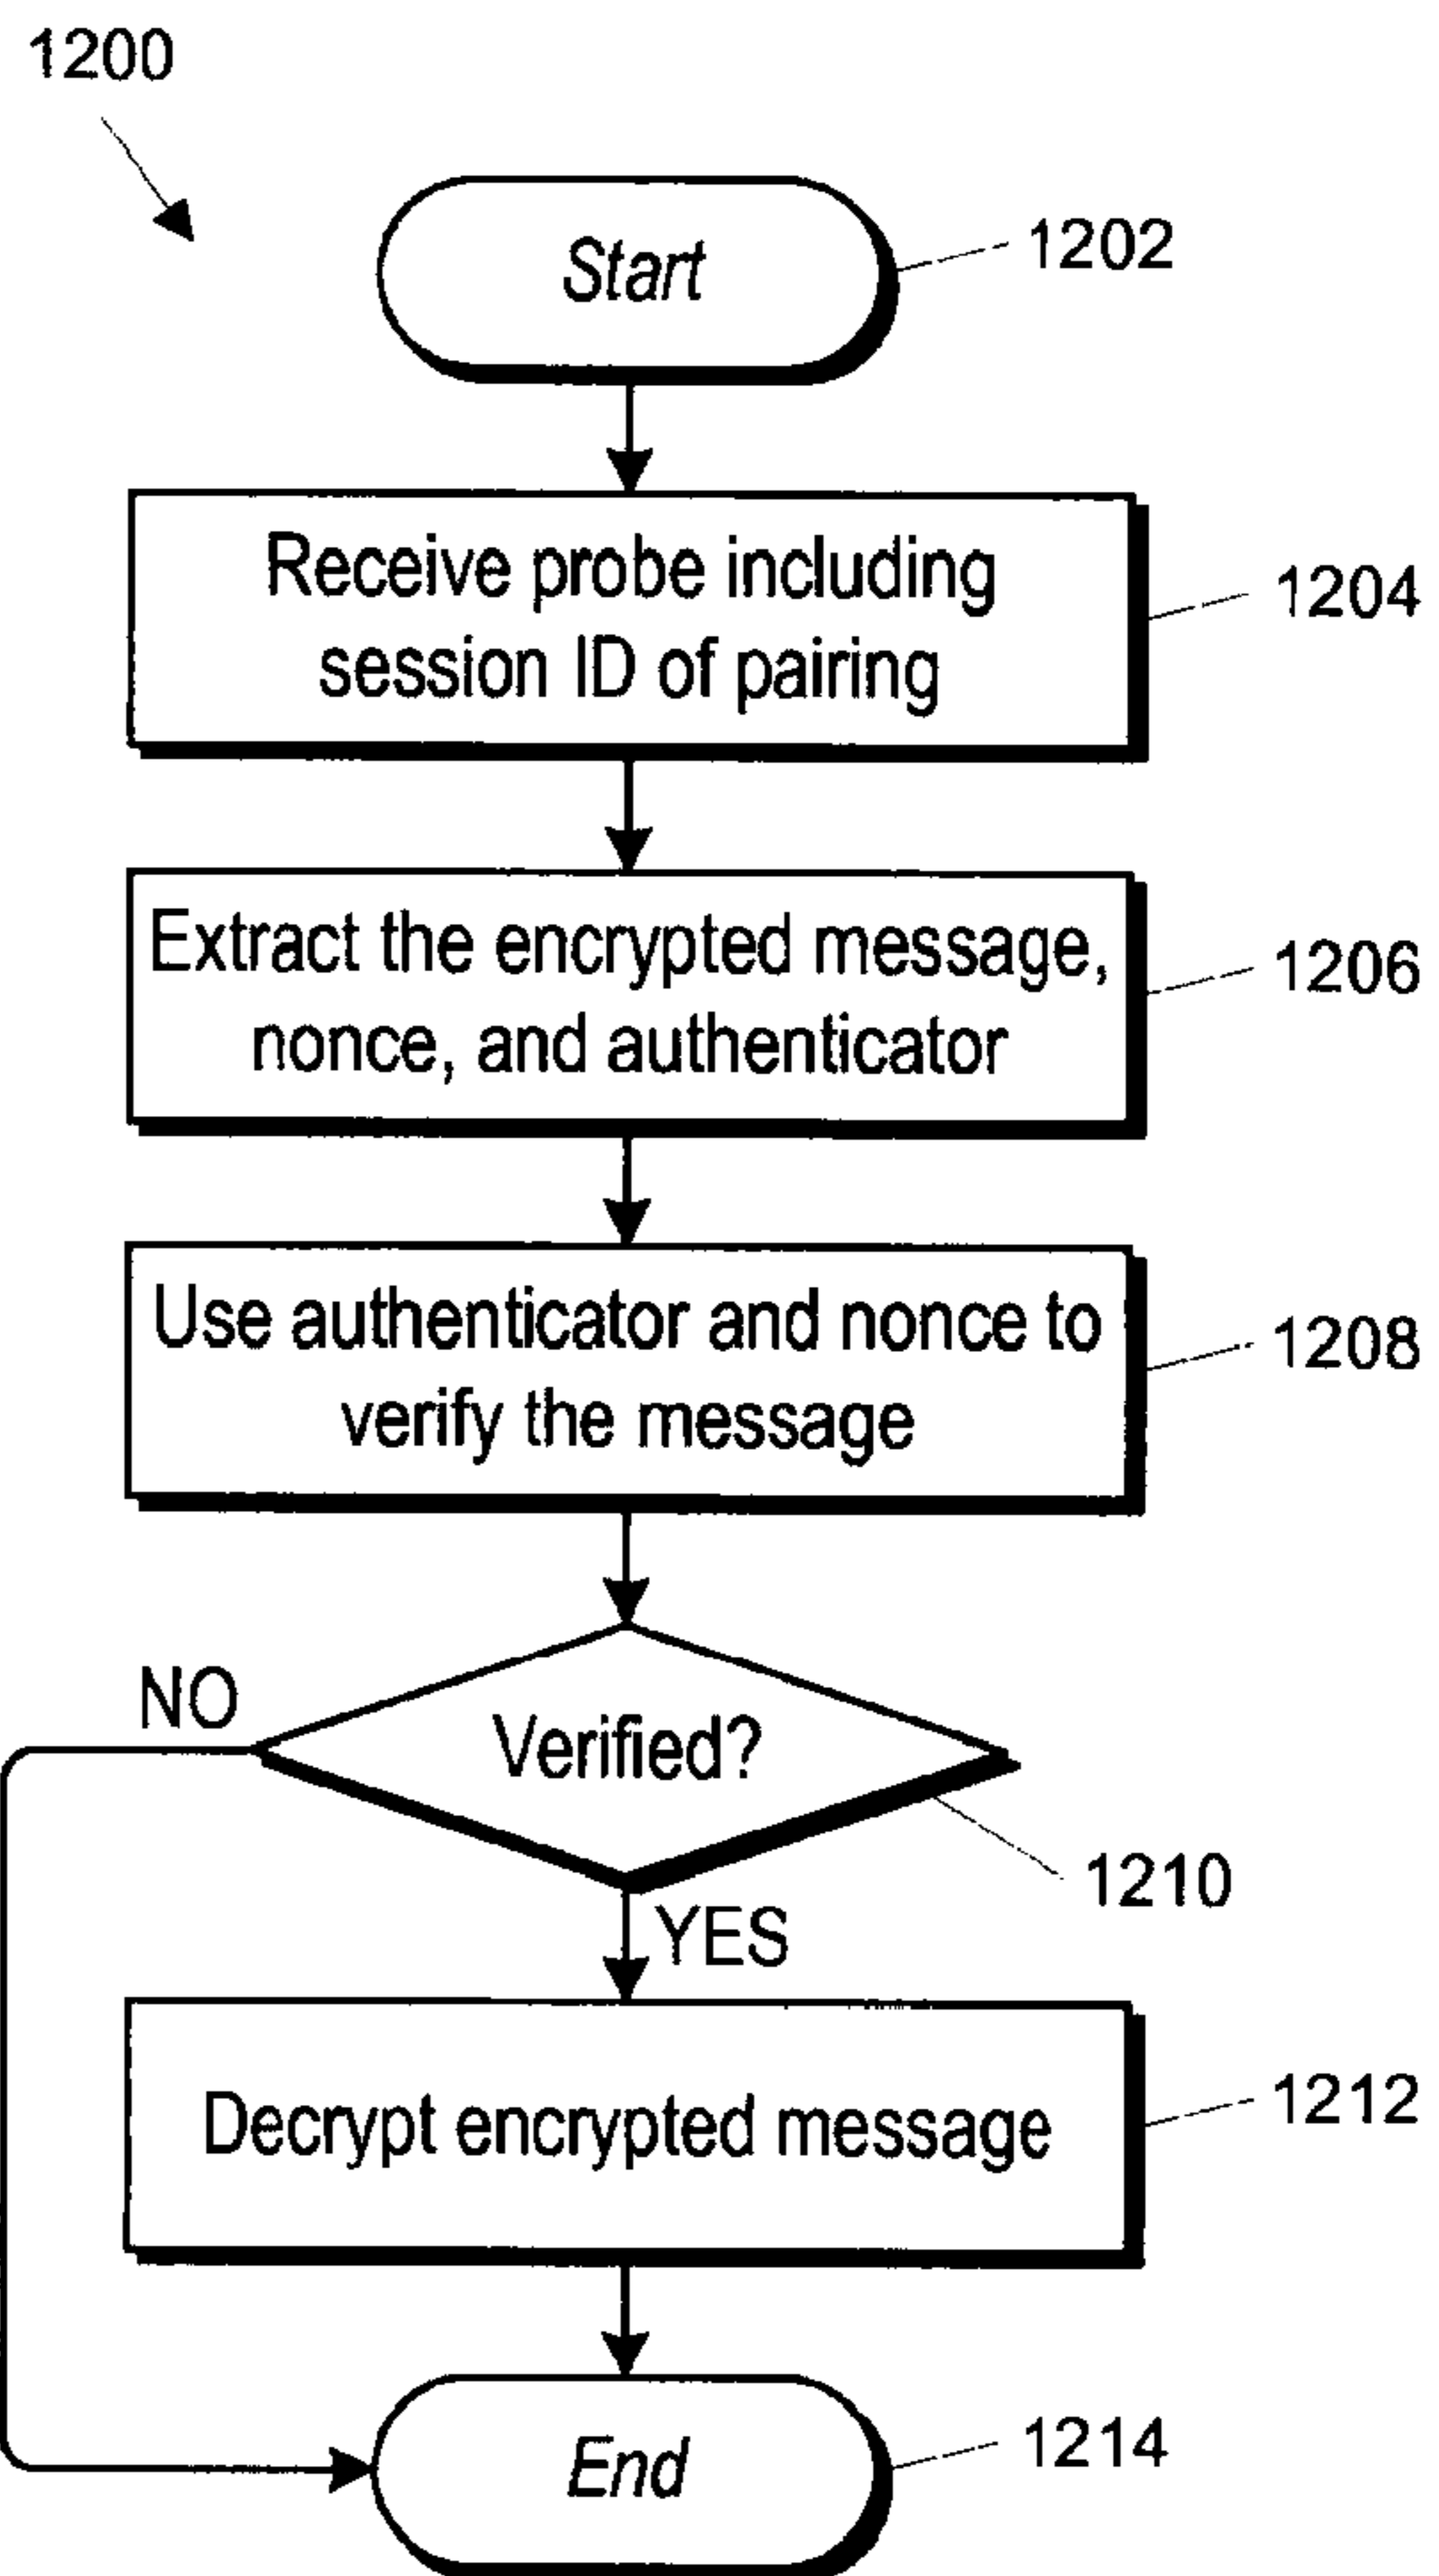 1200
Start
1202
Receive probe including
session ID of pairing
1204
Extract the encrypted message,
nonce, and authenticator
1206
Use authenticator and nonce to
verify the message
1208
NO
Verified?
1210
YES
Decrypt encrypted message
1212
End
1214